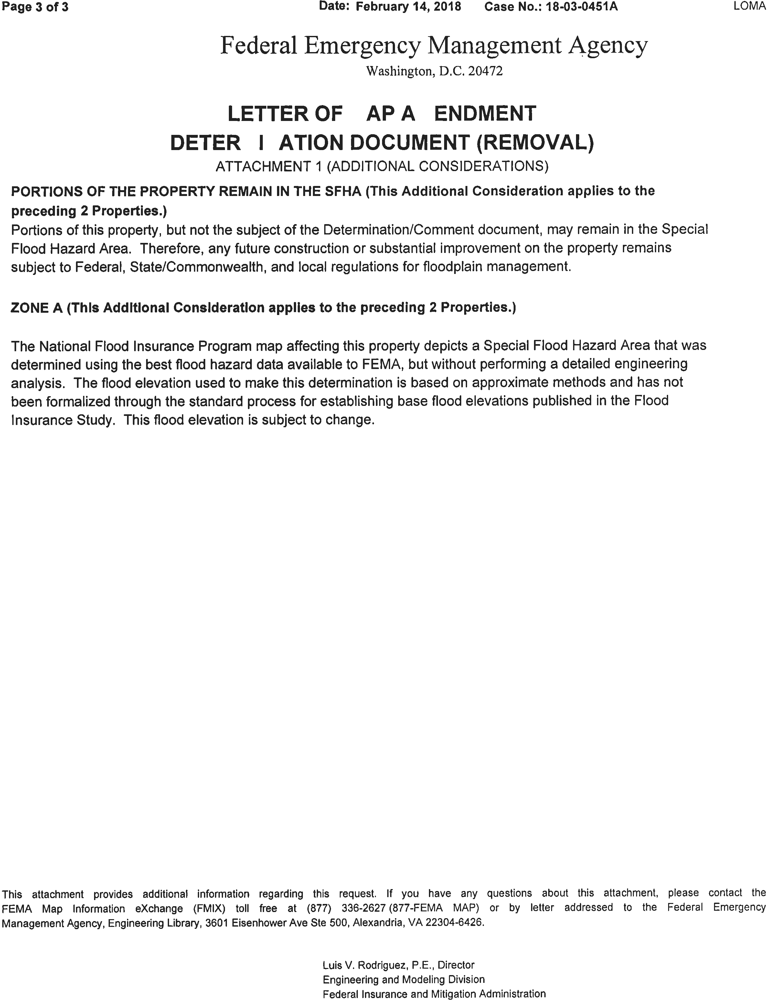 Page 3 of 3 Date: February 14, 2018 Case No.: 18-03-0451A LOMA
Federal Emergency Management Agency
Washington, D.C. 20472
LETTER OF AP A ENDMENT
DETER I ATION DOCUMENT (REMOVAL)
ATTACHMENT 1 (ADDITIONAL CONSIDERATIONS)
PORTIONS OF THE PROPERTY REMAIN IN THE SFHA (This Additional Consideration applies to the
preceding 2 Properties.)
Portions of this property, but not the subject of the Determination/Comment document, may remain in the Special
Flood Hazard Area. Therefore, any future construction or substantial improvement on the property remains
subject to Federal, State/Commonwealth, and local regulations for floodplain management.
ZONE A (This Additional Consideration applies to the preceding 2 Properties.)
The National Flood Insurance Program map affecting this property depicts a Special Flood Hazard Area that was
determined using the best flood hazard data available to FEMA, but without performing a detailed engineering
analysis. The flood elevation used to make this determination is based on approximate methods and has not
been formalized through the standard process for establishing base flood elevations published in the Flood
Insurance Study. This flood elevation is subject to change.
This attachment provides additional information regarding this request. If you have any questions about this attachment, please contact the
FEMA Map Information eXchange (FMIX) toll free at (877) 336-2627 (877-FEMA MAP) or by letter addressed to the Federal Emergency
Management Agency, Engineering Library, 3601 Eisenhower Ave Ste 500, Alexandria, VA 22304-6426.
Luis V. Rodriguez, P.E., Director
Engineering and Modeling Division
Federal Insurance and Mitigation Administration